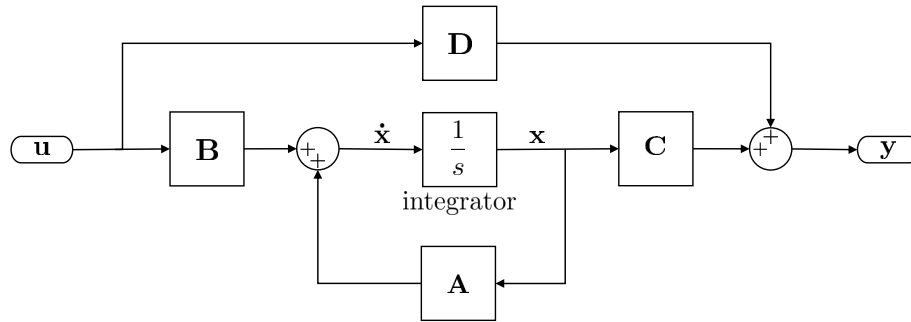 D
u
B
+
+
ẋ
1
s
integrator
x
C
+
+
y
A